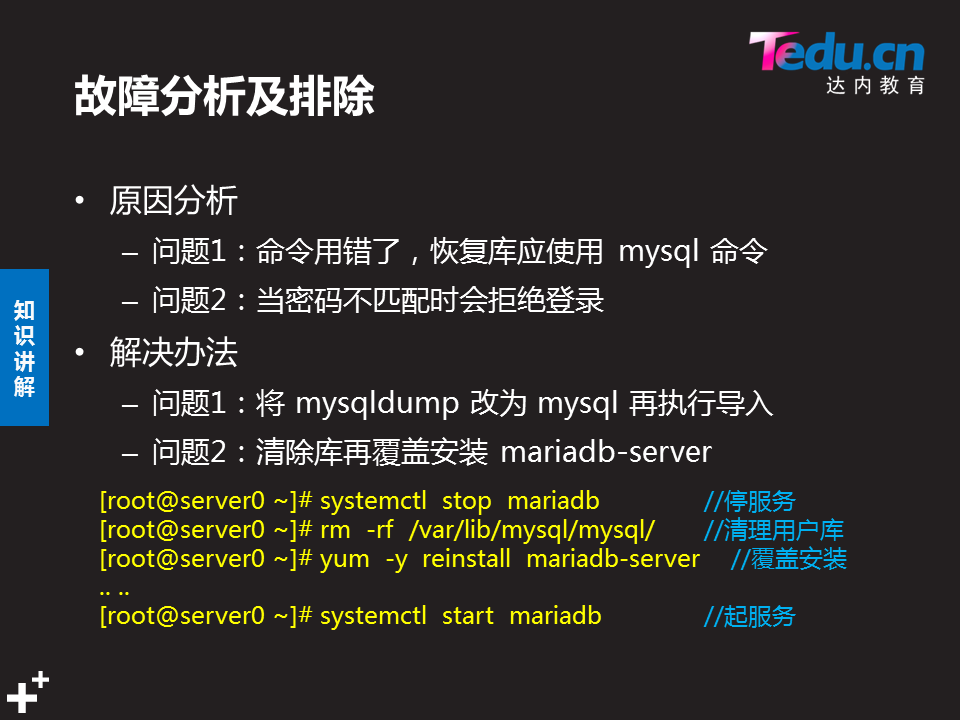 Tedu.cn
达内教育
故障分析及排除
• 原因分析
– 问题1：命令用错了，恢复库应使用 mysql 命令
– 问题2：当密码不匹配时会拒绝登录
知识讲解
• 解决办法
– 问题1：将 mysqldump 改为 mysql 再执行导入
– 问题2：清除库再覆盖安装 mariadb-server
[root@server0 ~]# systemctl stop mariadb //停服务
[root@server0 ~]# rm -rf /var/lib/mysql/mysql/ //清理用户库
[root@server0 ~]# yum -y reinstall mariadb-server //覆盖安装
.. ..
[root@server0 ~]# systemctl start mariadb //起服务